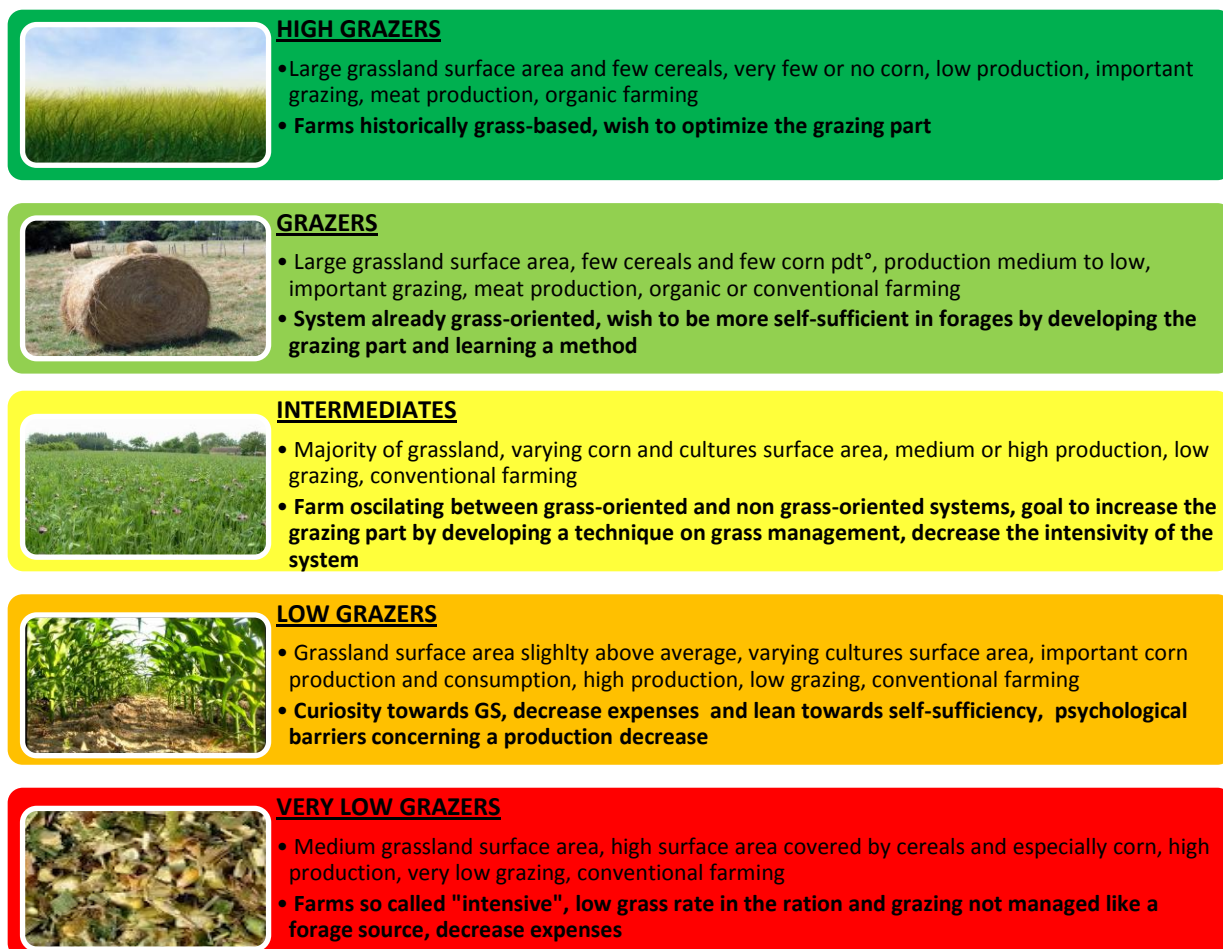 HIGH GRAZERS
•Large grassland surface area and few cereals, very few or no corn, low production, important
grazing, meat production, organic farming
• Farms historically grass-based, wish to optimize the grazing part
GRAZERS
• Large grassland surface area, few cereals and few corn pdt°, production medium to low,
important grazing, meat production, organic or conventional farming
• System already grass-oriented, wish to be more self-sufficient in forages by developing the
grazing part and learning a method
INTERMEDIATES
• Majority of grassland, varying corn and cultures surface area, medium or high production, low
grazing, conventional farming
• Farm oscilating between grass-oriented and non grass-oriented systems, goal to increase the
grazing part by developing a technique on grass management, decrease the intensivity of the
system
LOW GRAZERS
• Grassland surface area slighlty above average, varying cultures surface area, important corn
production and consumption, high production, low grazing, conventional farming
• Curiosity towards GS, decrease expenses and lean towards self-sufficiency, psychological
barriers concerning a production decrease
VERY LOW GRAZERS
• Medium grassland surface area, high surface area covered by cereals and especially corn, high
production, very low grazing, conventional farming
• Farms so called "intensive", low grass rate in the ration and grazing not managed like a
forage source, decrease expenses